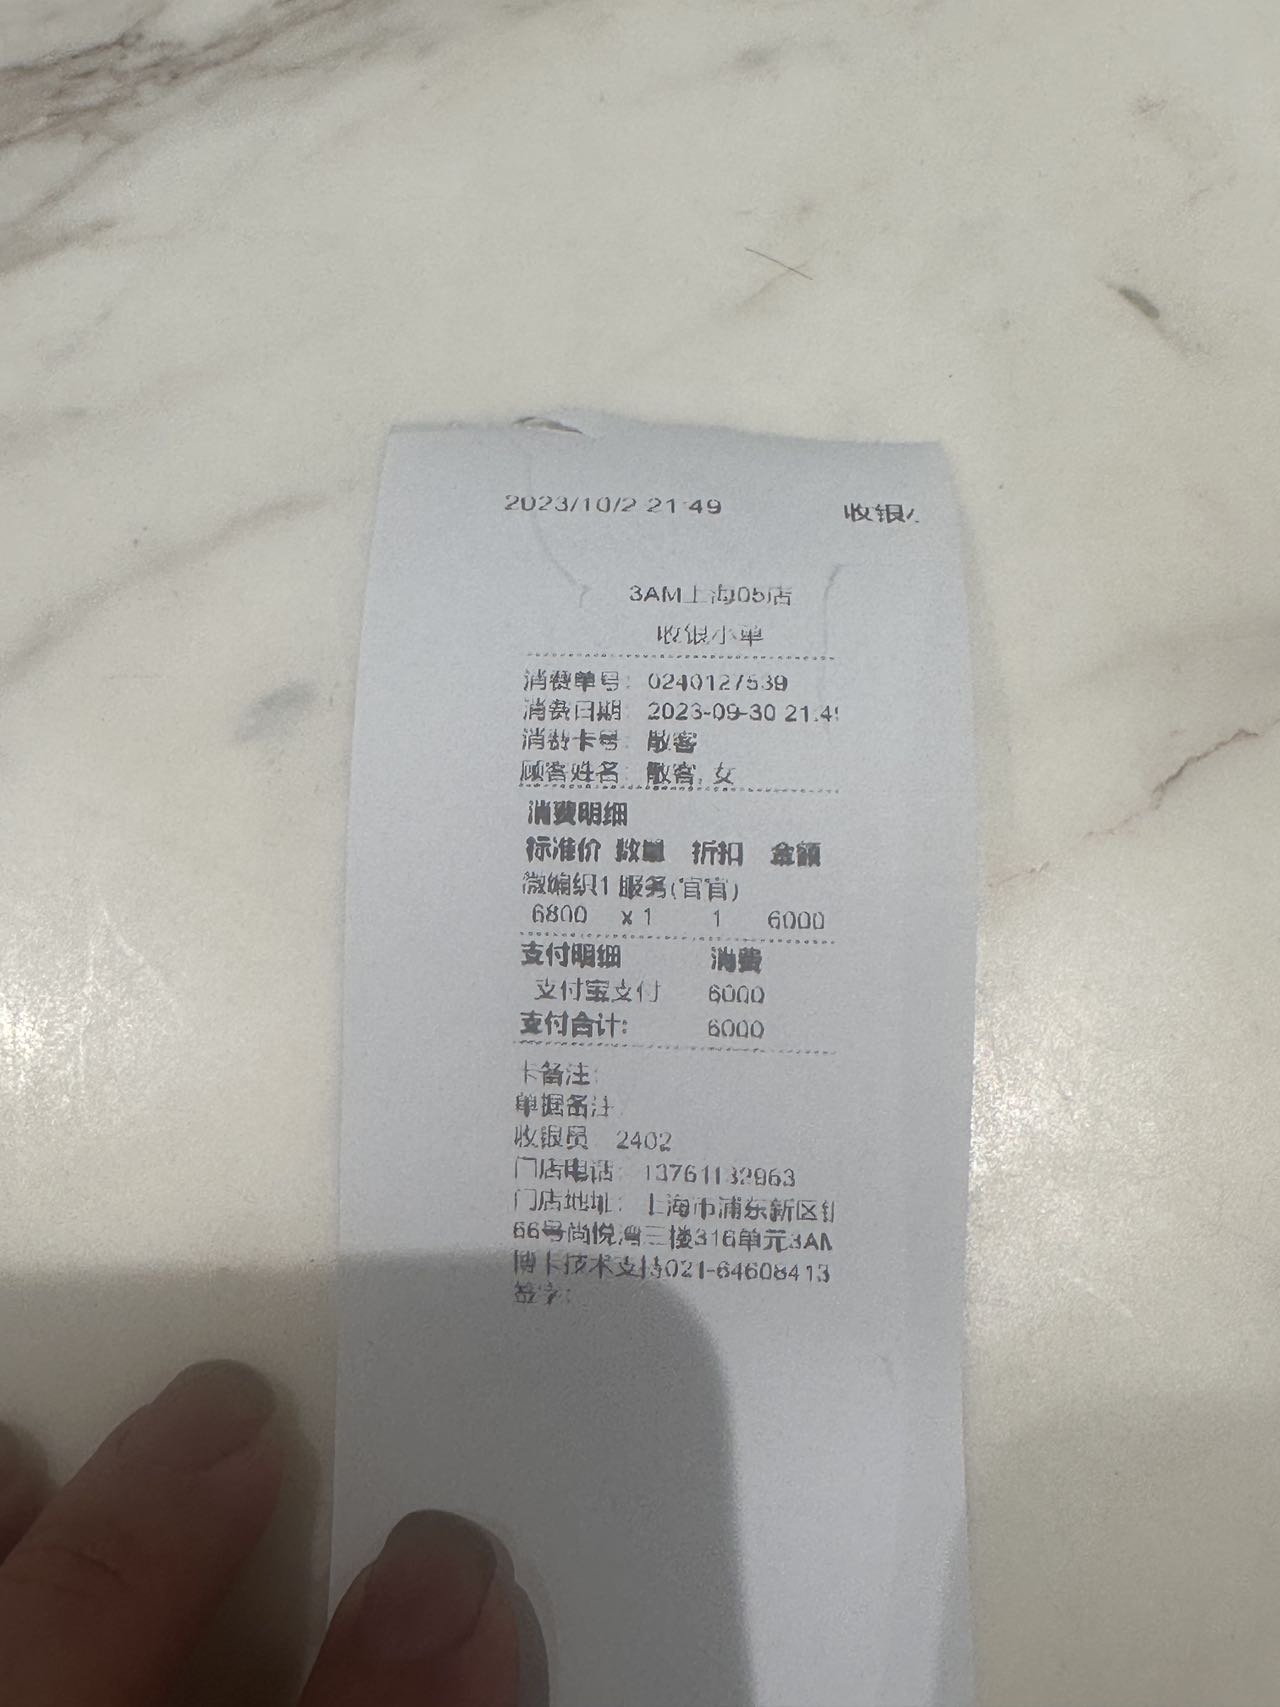 2023/10/2 21:49 收银
3AM上海05店
收银小单
消费单号: 0240127539
消费日期: 2023-09-30 21:4
消费卡号: 散客
顾客姓名: 散客, 女
消费明细
标准价 数量 折扣 金额
微编织1 服务(官官)
6800 x 1 1 6000
支付明细 消费
支付宝支付 6000
支付合计: 6000
卡备注:
单据备注
收银员 2402
门店电话: 13761132963
门店地址: 上海市浦东新区
66号尚悦湾三楼316单元3AM
博卡技术支持021-64608413
签字: